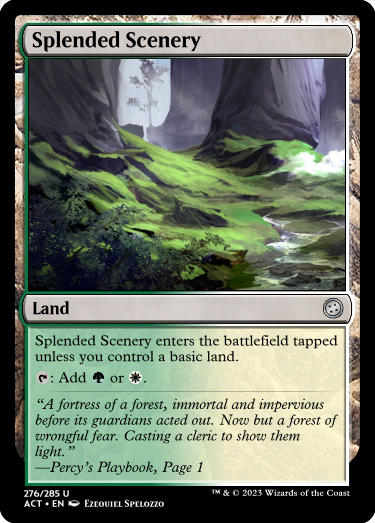 Splended Scenery
Land
Splended Scenery enters the battlefield tapped
unless you control a basic land.
: Add or .
“A fortress of a forest, immortal and impervious
before its guardians acted out. Now but a forest of
wrongful fear. Casting a cleric to show them
light.”
—Percy’s Playbook, Page 1
276/285 U
ACT • EN Ezequiel Spelozzo
™ & © 2023 Wizards of the Coast